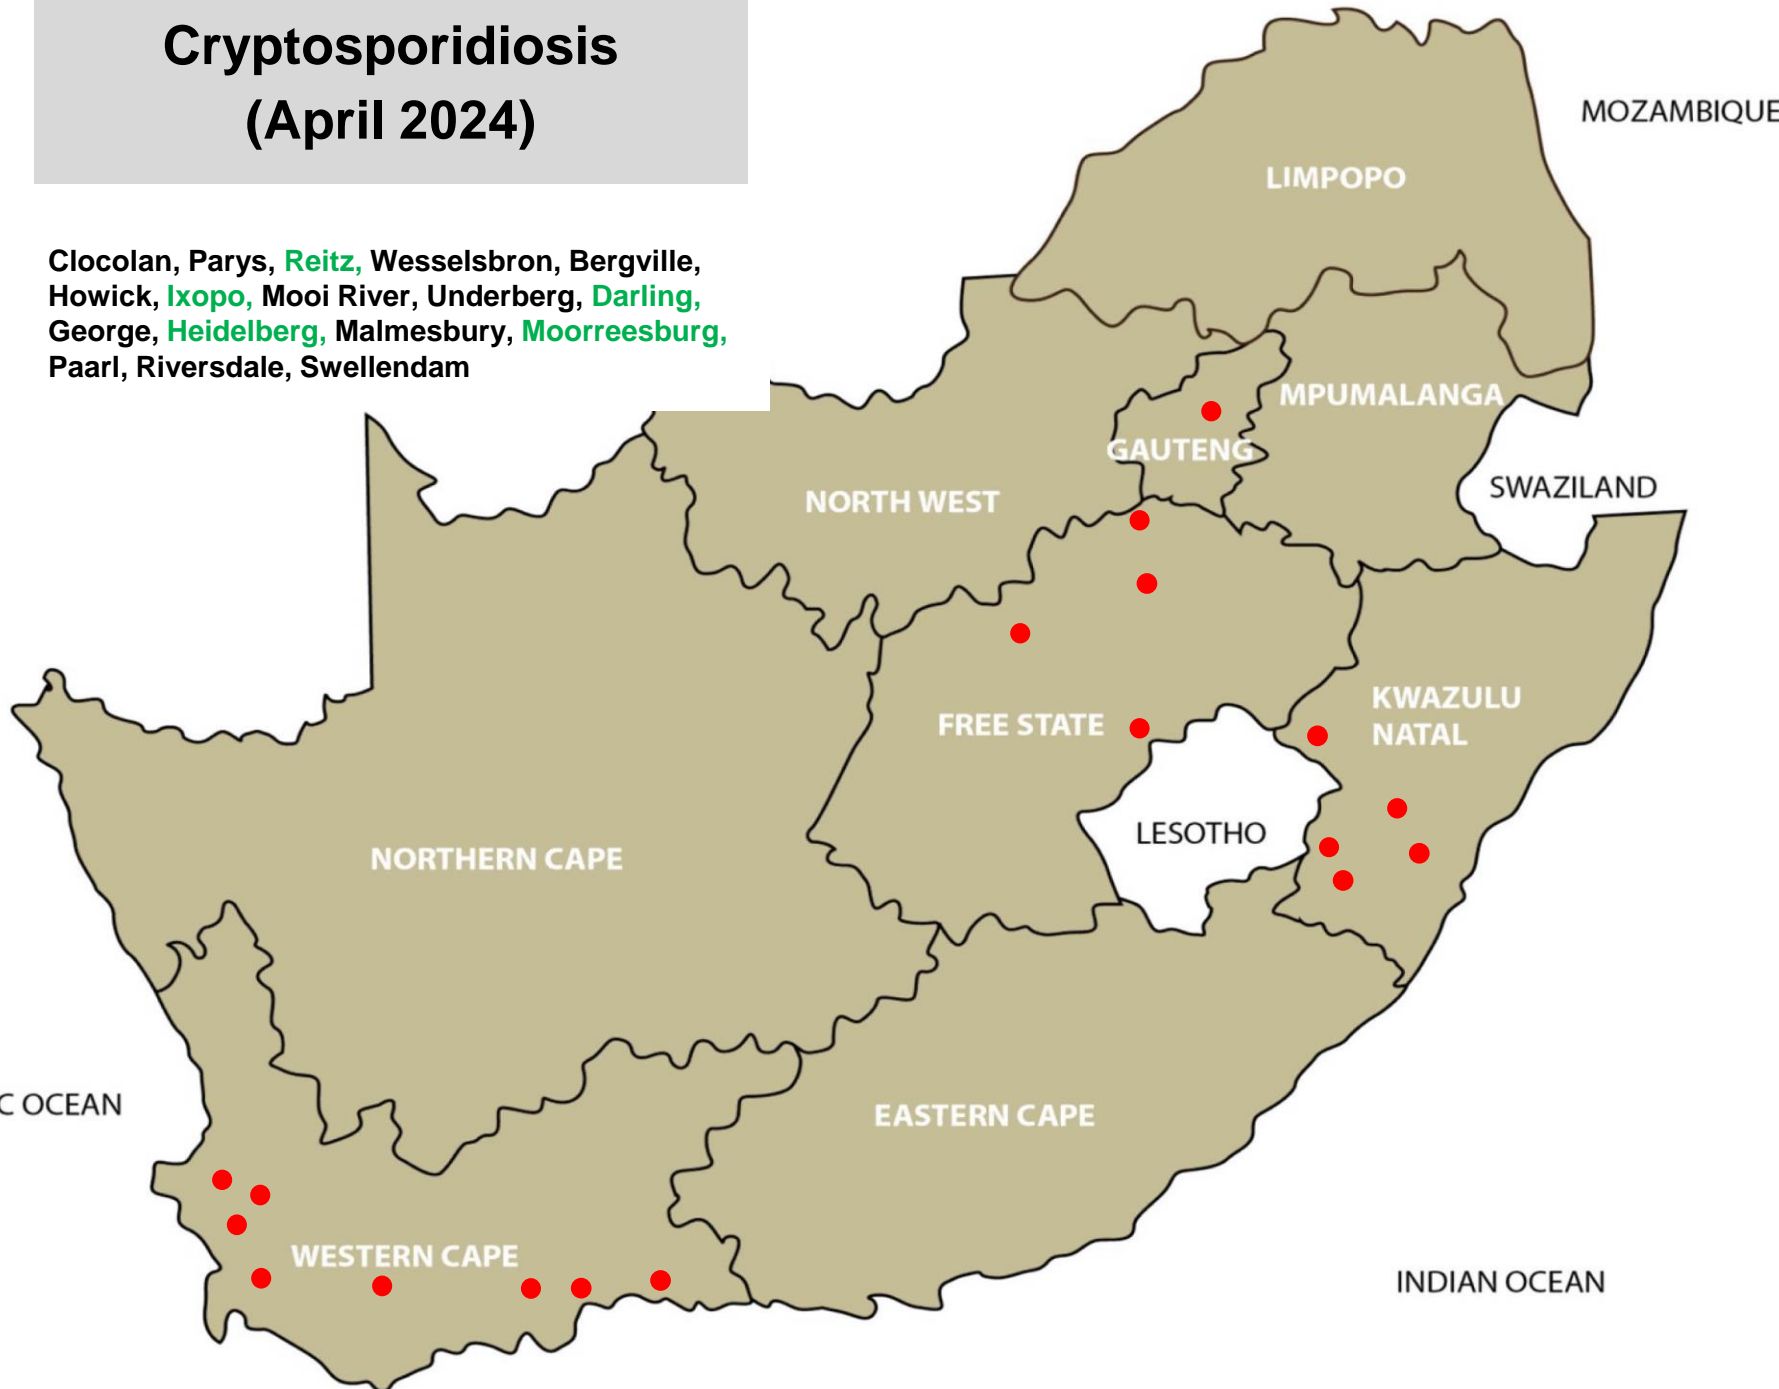 Cryptosporidiosis
(April 2024)
Clocolan, Parys, Reitz, Wesselsbron, Bergville,
Howick, Ixopo, Mooi River, Underberg, Darling,
George, Heidelberg, Malmesbury, Moorreesburg,
Paarl, Riversdale, Swellendam
MOZAMBIQUE
LIMPOPO
MPUMALANGA
GAUTENG
NORTH WEST
SWAZILAND
KWAZULU
NATAL
FREE STATE
LESOTHO
NORTHERN CAPE
C OCEAN
EASTERN CAPE
WESTERN CAPE
INDIAN OCEAN